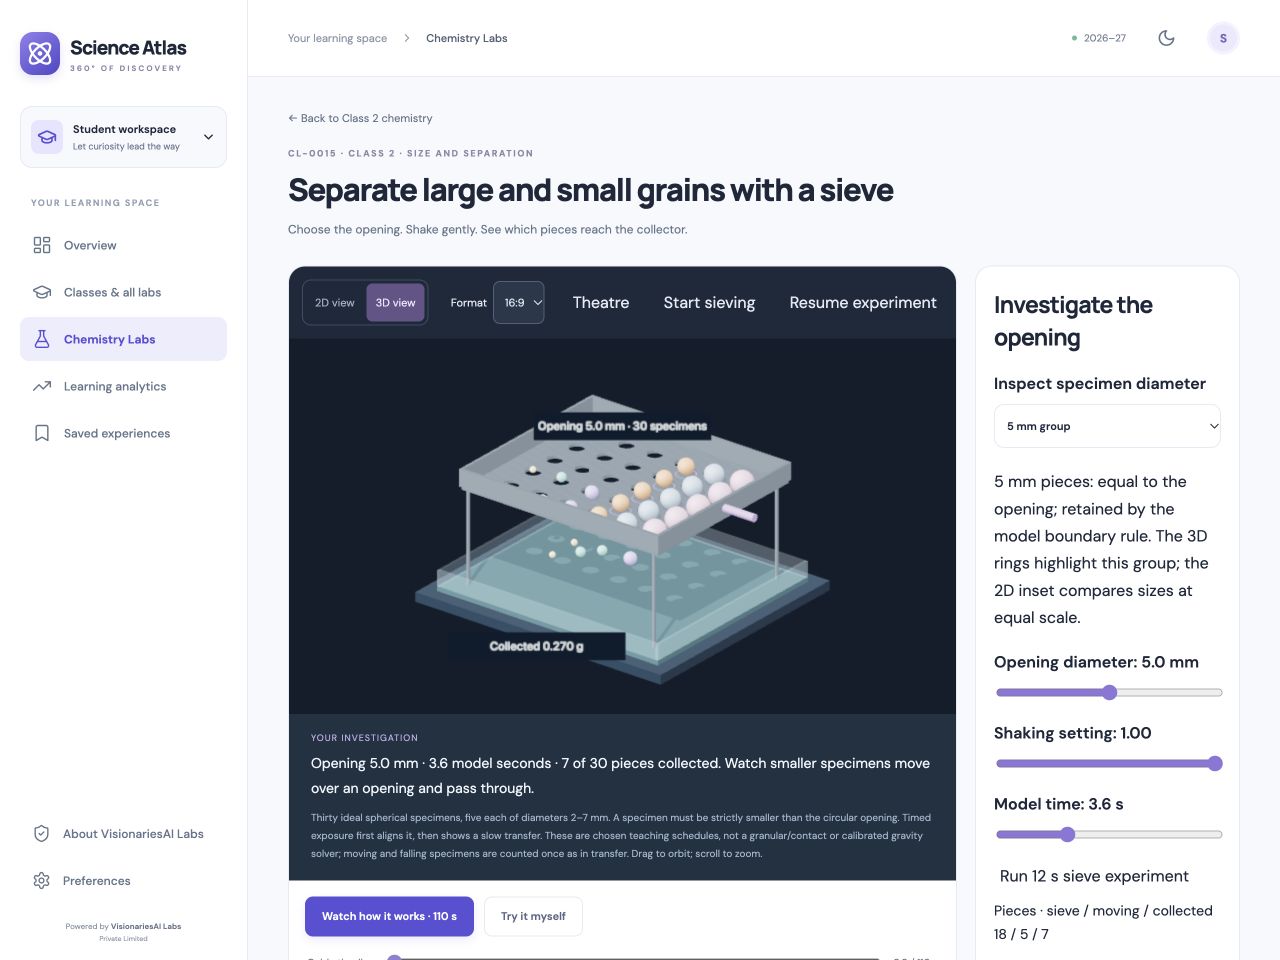 Science Atlas
360° OF DISCOVERY
Student workspace
Let curiosity lead the way
YOUR LEARNING SPACE
Overview
Classes & all labs
Chemistry Labs
Learning analytics
Saved experiences
About VisionariesAI Labs
Preferences
Powered by VisionariesAI Labs
Private Limited
Your learning space
Chemistry Labs
2026–27
S
← Back to Class 2 chemistry
CL-0015 · CLASS 2 · SIZE AND SEPARATION
Separate large and small grains with a sieve
Choose the opening. Shake gently. See which pieces reach the collector.
2D view
3D view
Format
16:9
Theatre
Start sieving
Resume experiment
Opening 5.0 mm · 30 specimens
Collected 0.270 g
YOUR INVESTIGATION
Opening 5.0 mm · 3.6 model seconds · 7 of 30 pieces collected. Watch smaller specimens move
over an opening and pass through.
Thirty ideal spherical specimens, five each of diameters 2–7 mm. A specimen must be strictly smaller than the circular opening. Timed
exposure first aligns it, then shows a slow transfer. These are chosen teaching schedules, not a granular/contact or calibrated gravity
solver; moving and falling specimens are counted once as in transfer. Drag to orbit; scroll to zoom.
Watch how it works · 110 s
Try it myself
Investigate the
opening
Inspect specimen diameter
5 mm group
5 mm pieces: equal to the
opening; retained by the
model boundary rule. The 3D
rings highlight this group; the
2D inset compares sizes at
equal scale.
Opening diameter: 5.0 mm
Shaking setting: 1.00
Model time: 3.6 s
Run 12 s sieve experiment
Pieces · sieve / moving / collected
18 / 5 / 7